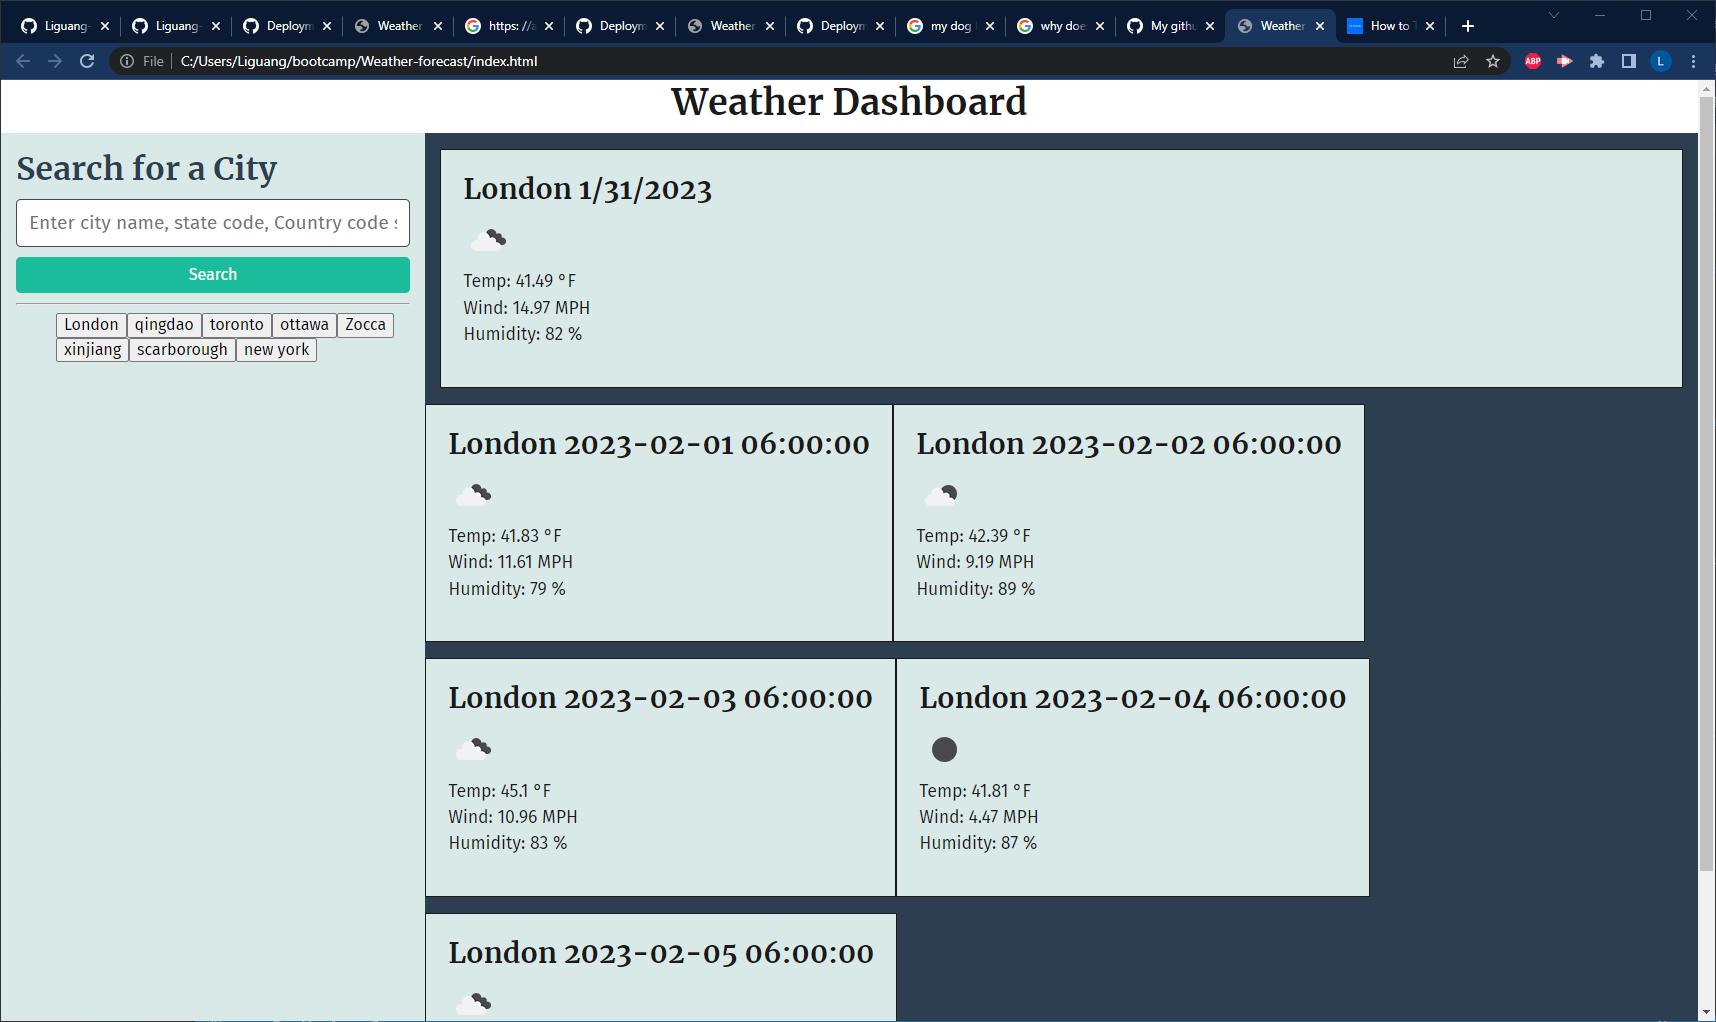 Liguang-
Liguang-
Deploym
Weather
https: //a
Deploym
Weather
Deploym
my dog
why doe
My gith
Weather
How to
File
C:/Users/Liguang/bootcamp/Weather-forecast/index.html
ABP
L
Weather Dashboard
Search for a City
Enter city name, state code, Country code
Search
London
qingdao
toronto
ottawa
Zocca
xinjiang
scarborough
new york
London 1/31/2023
Temp: 41.49 °F
Wind: 14.97 MPH
Humidity: 82 %
London 2023-02-01 06:00:00
Temp: 41.83 °F
Wind: 11.61 MPH
Humidity: 79 %
London 2023-02-02 06:00:00
Temp: 42.39 °F
Wind: 9.19 MPH
Humidity: 89 %
London 2023-02-03 06:00:00
Temp: 45.1 °F
Wind: 10.96 MPH
Humidity: 83 %
London 2023-02-04 06:00:00
Temp: 41.81 °F
Wind: 4.47 MPH
Humidity: 87 %
London 2023-02-05 06:00:00